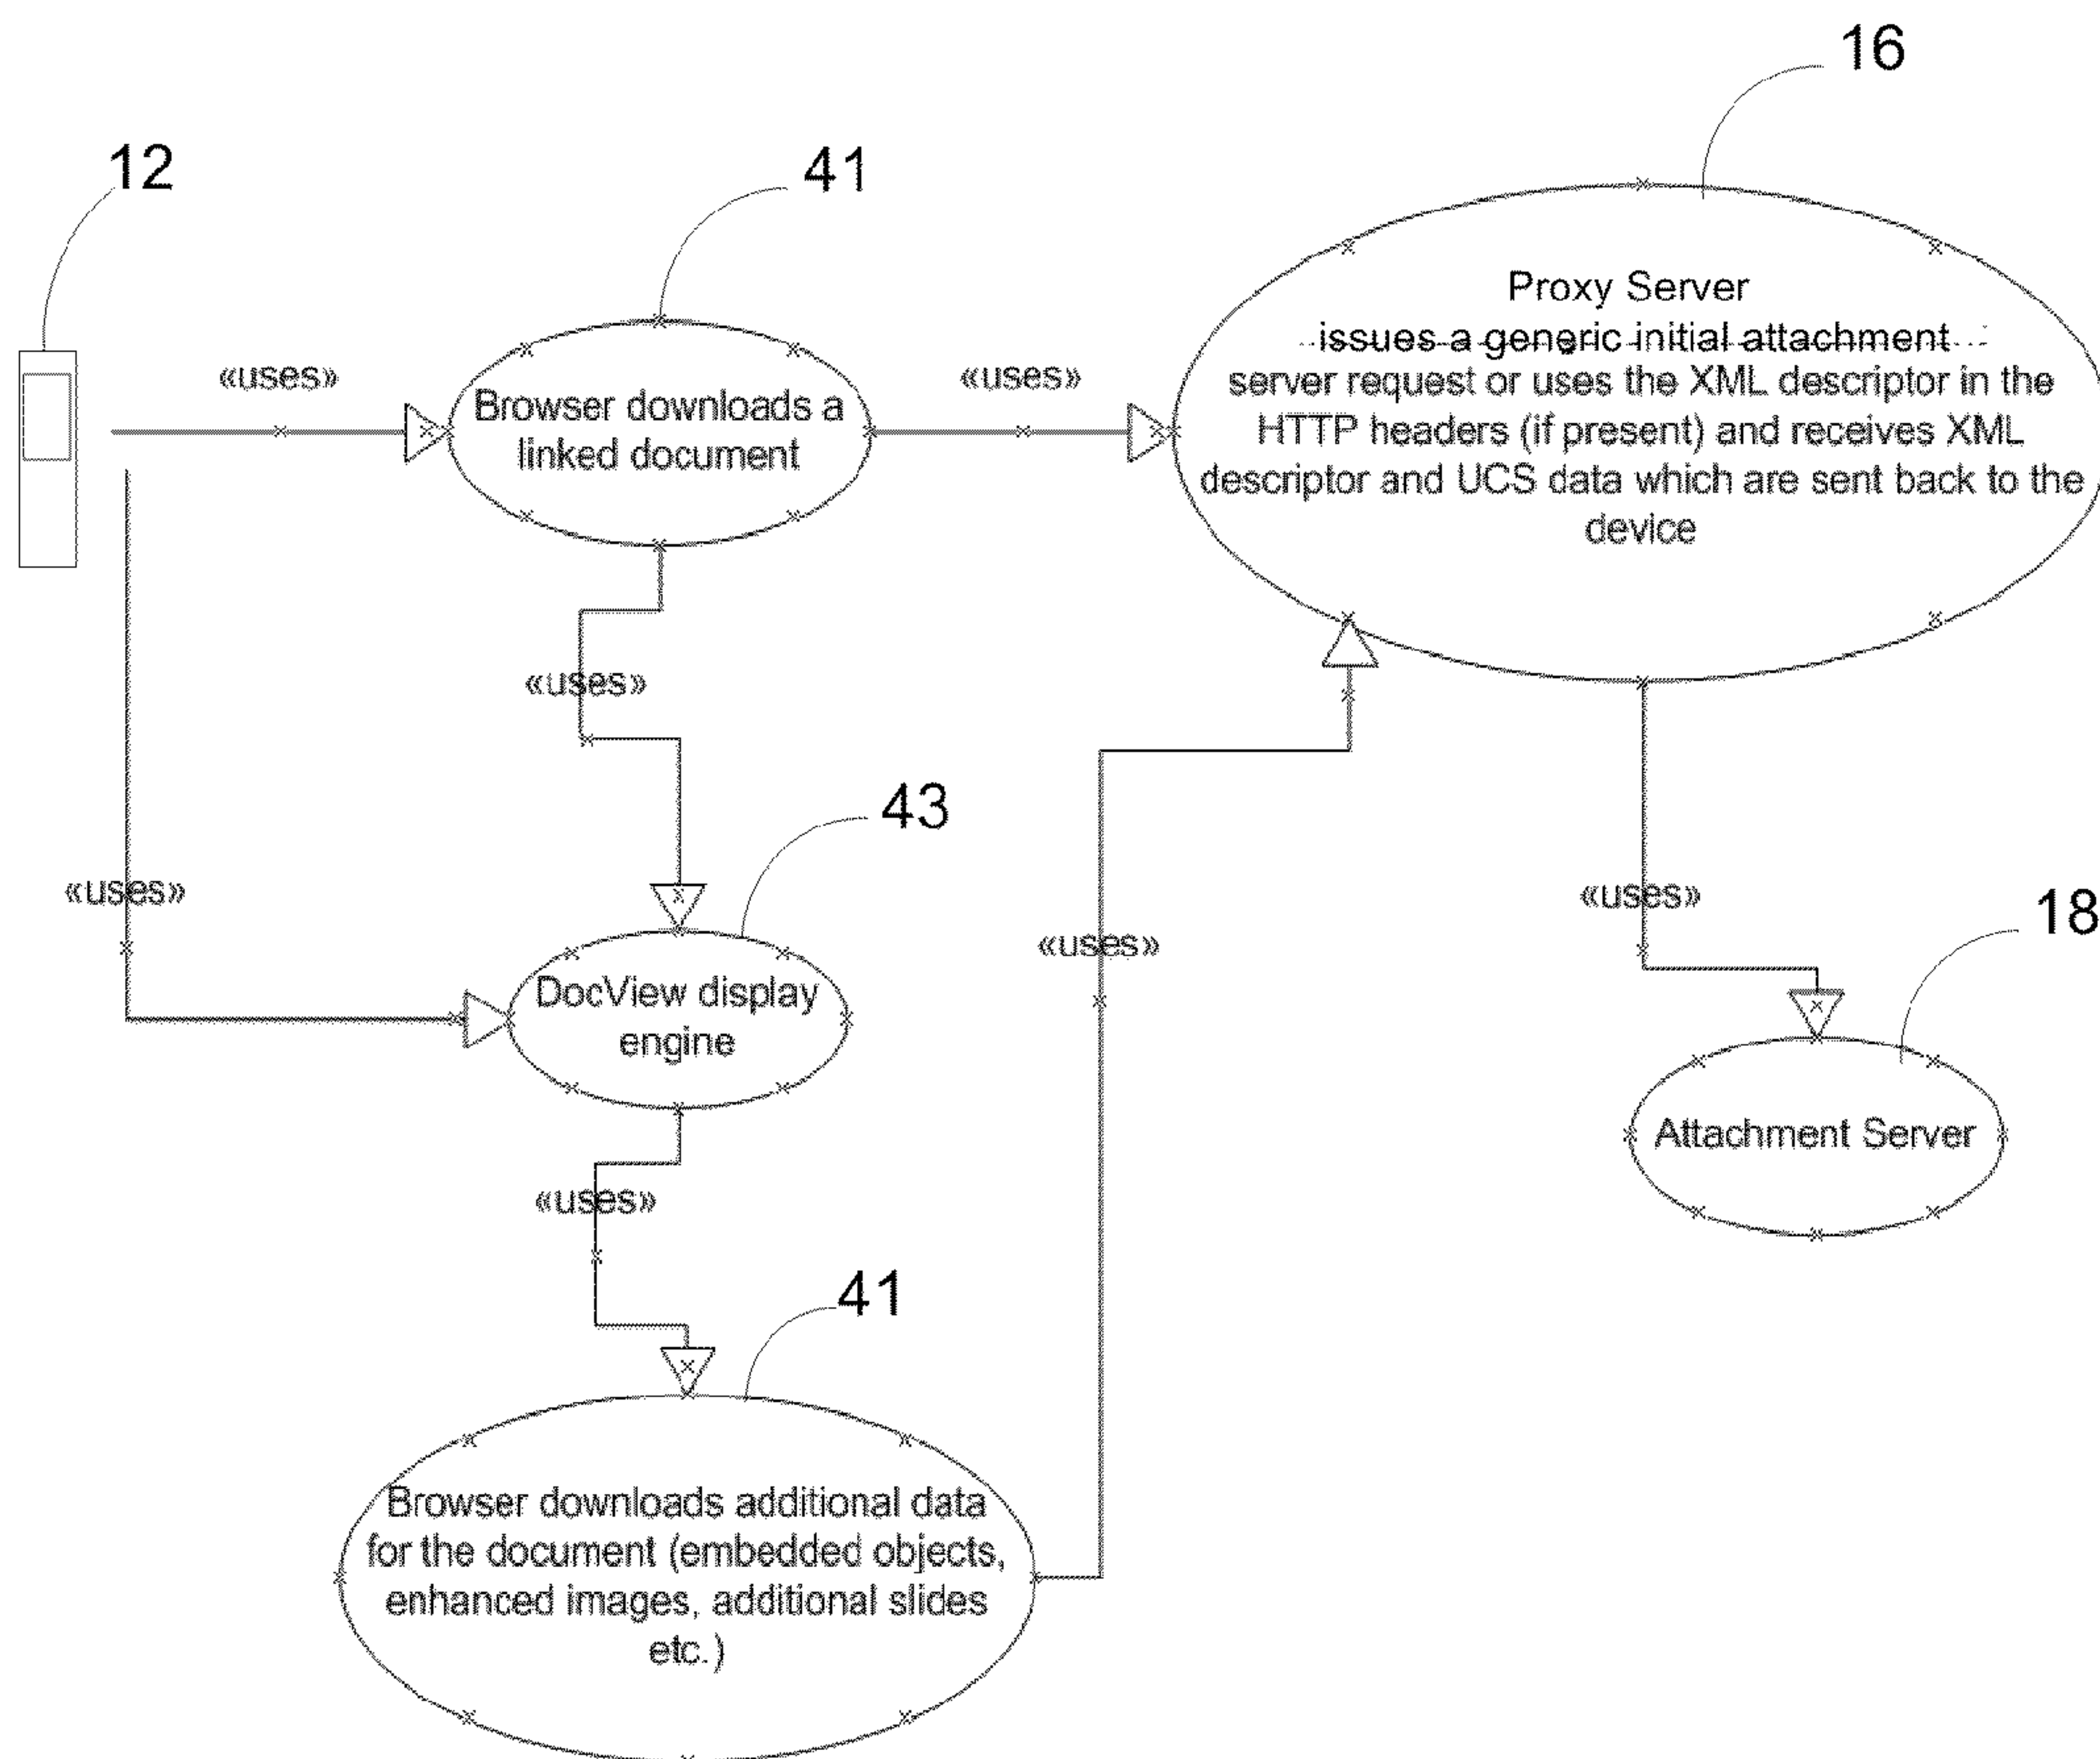 16
12
41
«uses»
«uses»
Browser downloads a
linked document
Proxy Server
issues a generic initial attachment
server request or uses the XML descriptor in the
HTTP headers (if present) and receives XML
descriptor and UCS data which are sent back to the
device
«uses»
43
«uses»
«uses»
«uses»
18
DocView display
engine
Attachment Server
«uses»
41
Browser downloads additional data
for the document (embedded objects,
enhanced images, additional slides
etc.)